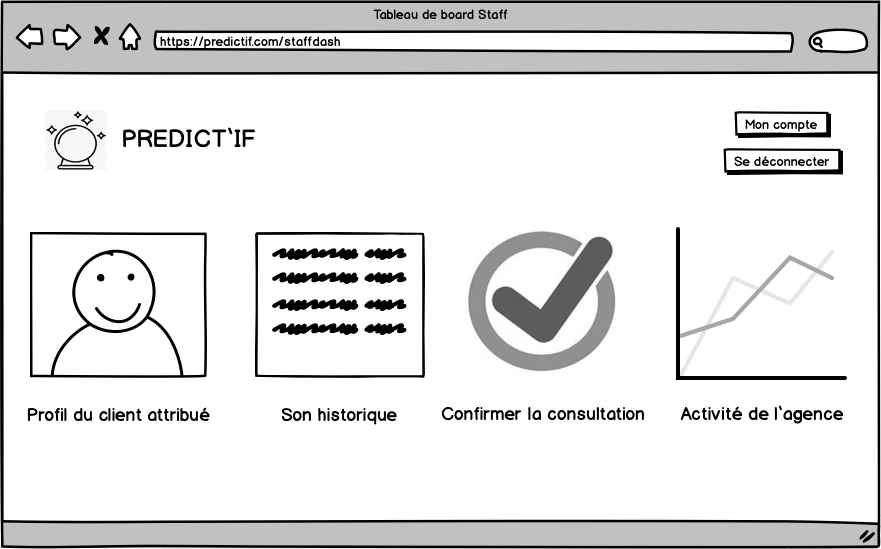 Tableau de board Staff
https://predictif.com/staffdash
PREDICT'IF
Mon compte
Se déconnecter
Profil du client attribué
Son historique
Confirmer la consultation
Activité de l'agence